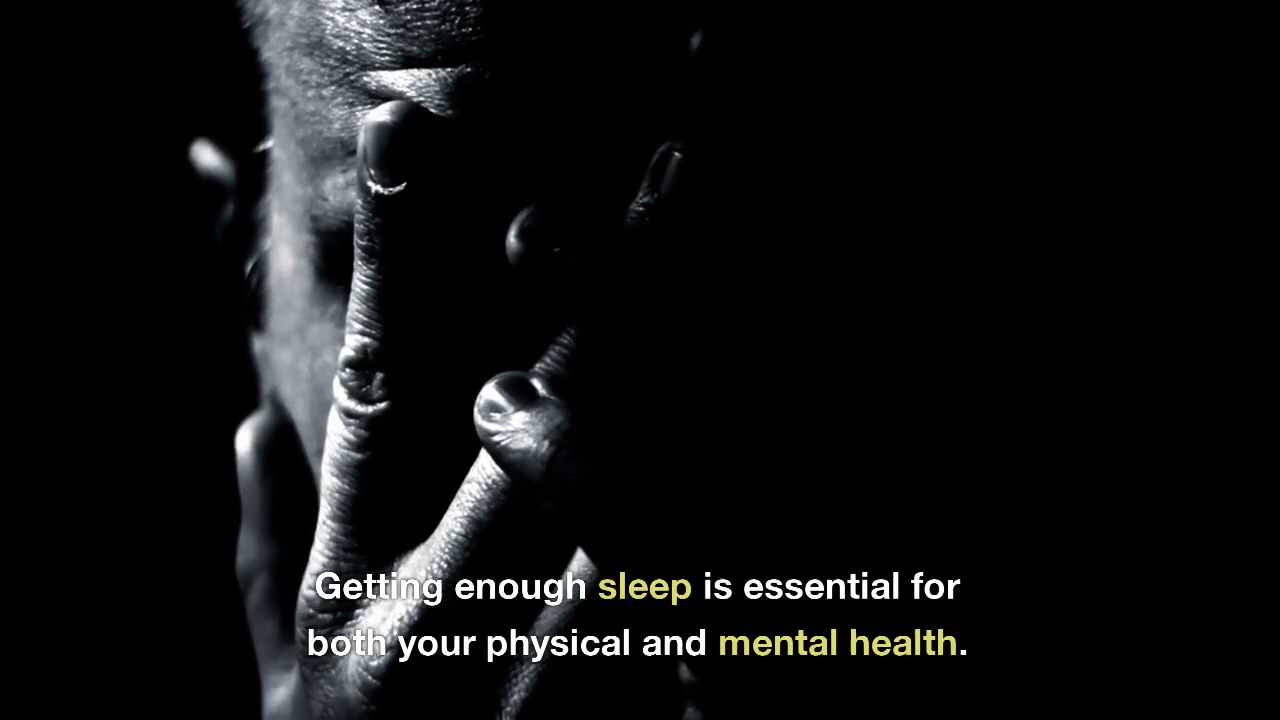 Getting enough sleep is essential for
both your physical and mental health.